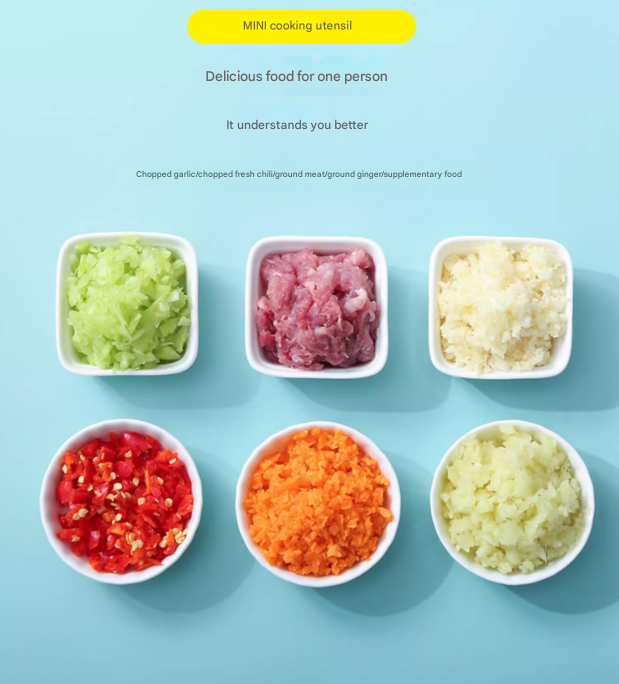 MINI cooking utensil
Delicious food for one person
It understands you better
Chopped garlic/chopped fresh chili/ground meat/ground ginger/supplementary food